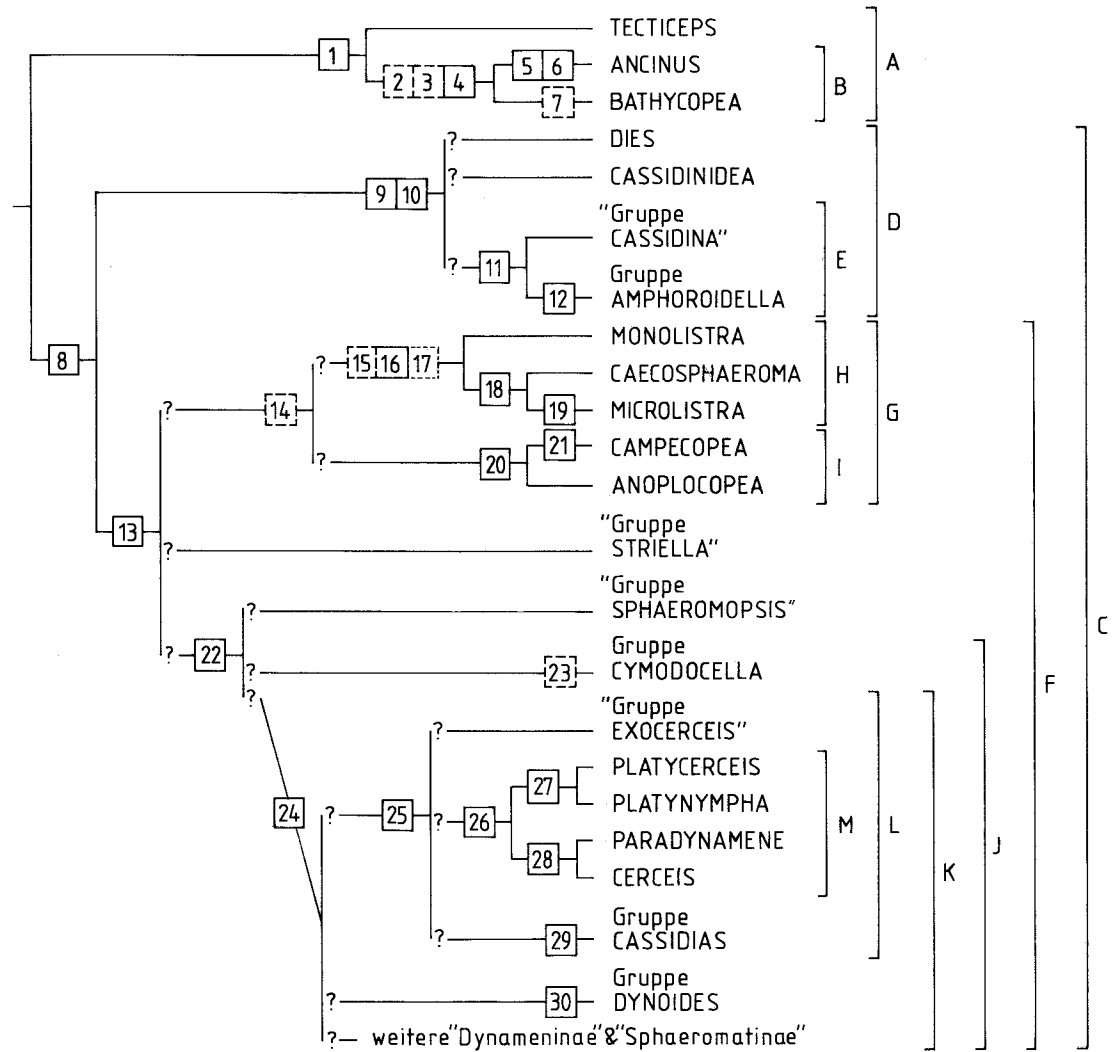 TECTICEPS
1
ANCINUS
5 6
A
2 3 4
B
BATHYCOPEA
7
? DIES
? CASSIDINIDEA
9 10
"Gruppe
CASSIDINA"
D
? 11
E
Gruppe
AMPHOROIDELLA
12
MONOLISTRA
8
? 15 16 17
CAECOSPHAEROMA
H
18
MICROLISTRA
19
G
? 14
CAMPECOPEA
21
? 20
I
ANOPLOCOPEA
13
"Gruppe
? STRIELLA"
"Gruppe
? SPHAEROMOPSIS"
C
? 22
Gruppe
? CYMODOCELLA
23
F
?
"Gruppe
? EXOCERCEIS"
PLATYCERCEIS
27
PLATYNYMPHA
24
? 25
? 26
M
L
PARADYNAMENE
28
CERCEIS
J
K
Gruppe
? 29 CASSIDIAS
Gruppe
? 30 DYNOIDES
? weitere "Dynameninae" & "Sphaeromatinae"